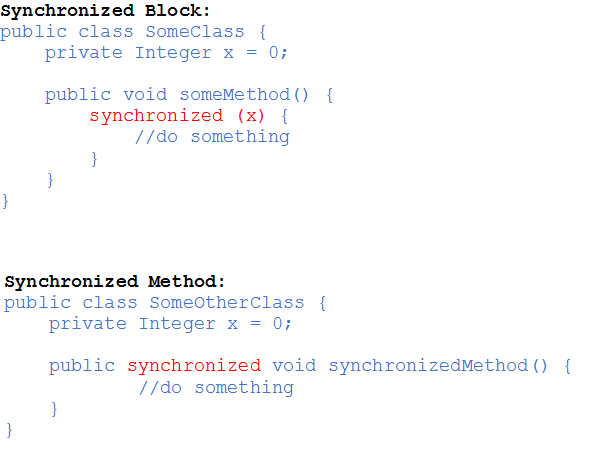 Synchronized Block:
public class SomeClass {
    private Integer x = 0;

    public void someMethod() {
        synchronized (x) {
            //do something
        }
    }
}

Synchronized Method:
public class SomeOtherClass {
    private Integer x = 0;

    public synchronized void synchronizedMethod() {
            //do something
    }
}